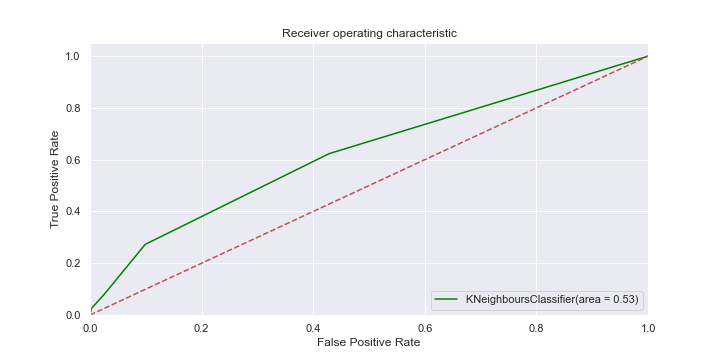 Receiver operating characteristic
1.0
0.8
0.6
0.4
0.2
0.0
True Positive Rate
KNeighboursClassifier(area = 0.53)
0.0 0.2 0.4 0.6 0.8 1.0
False Positive Rate